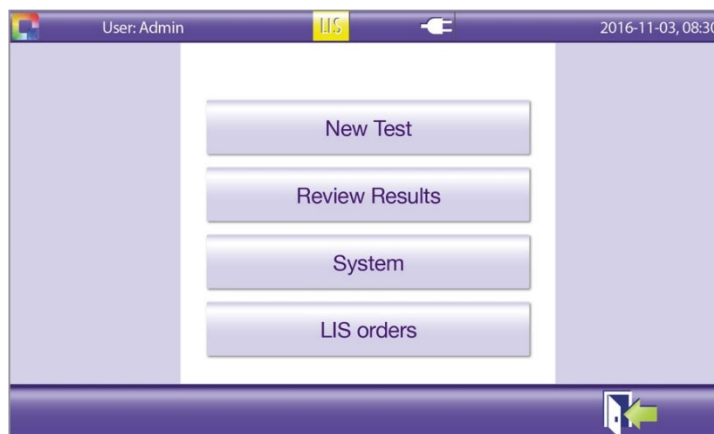 User: Admin
LIS
2016-11-03, 08:30
New Test
Review Results
System
LIS orders